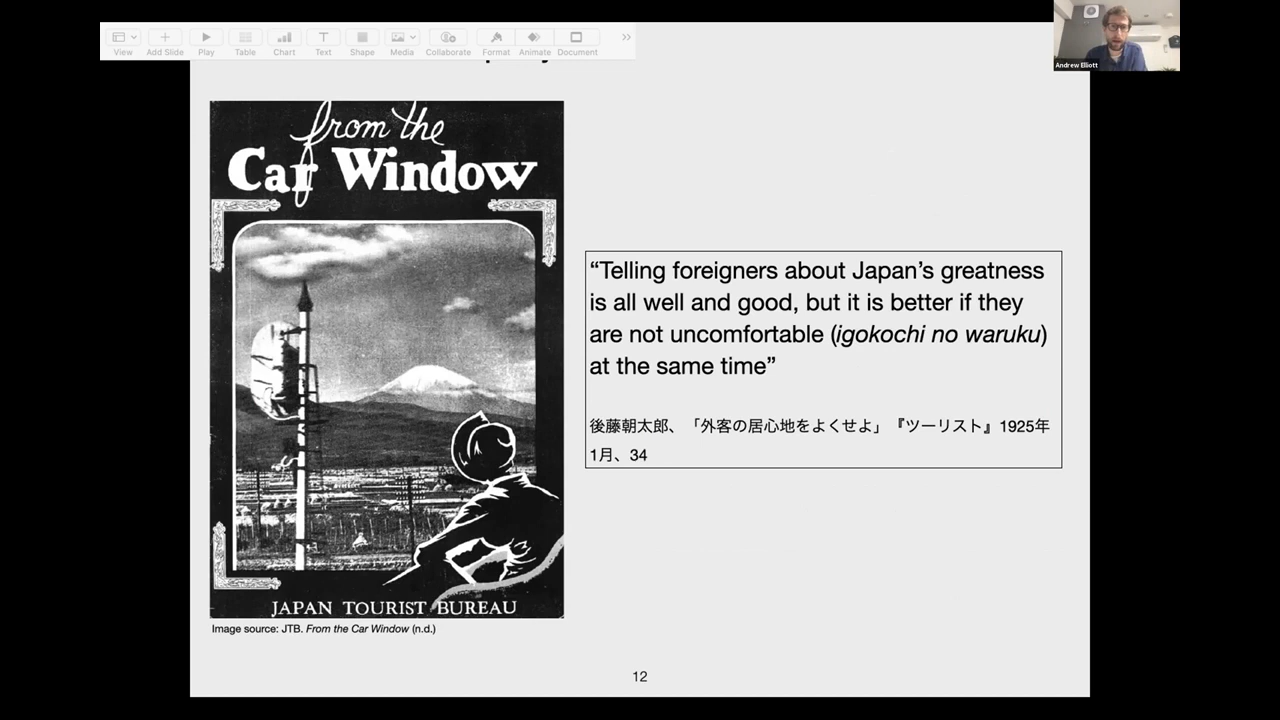 View
Add Slide
Play
Table
Chart
Text
Shape
Media
Collaborate
Format
Animate
Document
Andrew Elliott
from the
Car Window
JAPAN TOURIST BUREAU
Image source: JTB. From the Car Window (n.d.)
“Telling foreigners about Japan’s greatness
is all well and good, but it is better if they
are not uncomfortable (igokochi no waruku)
at the same time”
後藤朝太郎、「外客の居心地をよくせよ」『ツーリスト』1925年
1月、34
12